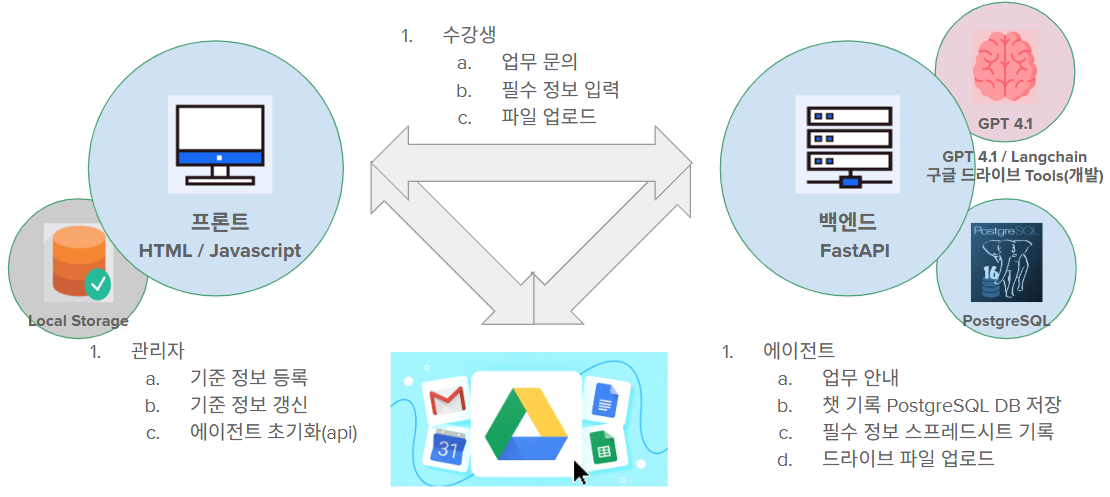 1. 수강생
a. 업무 문의
b. 필수 정보 입력
c. 파일 업로드
프론트
HTML / Javascript
Local Storage
백엔드
FastAPI
GPT 4.1
GPT 4.1 / Langchain
구글 드라이브 Tools(개발)
PostgreSQL
16
PostgreSQL
1. 관리자
a. 기준 정보 등록
b. 기준 정보 갱신
c. 에이전트 초기화(api)
31
1. 에이전트
a. 업무 안내
b. 챗 기록 PostgreSQL DB 저장
c. 필수 정보 스프레드시트 기록
d. 드라이브 파일 업로드